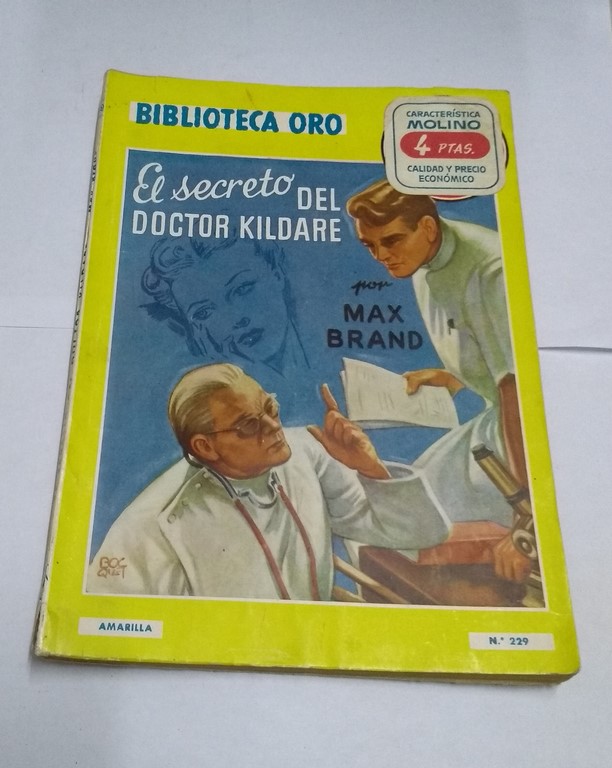 BIBLIOTECA ORO
CARACTERÍSTICA
MOLINO
4 PTAS.
CALIDAD Y PRECIO
ECONÓMICO
El secreto DEL
DOCTOR KILDARE
por
MAX
BRAND
BOC
QUET
AMARILLA
N.º 229